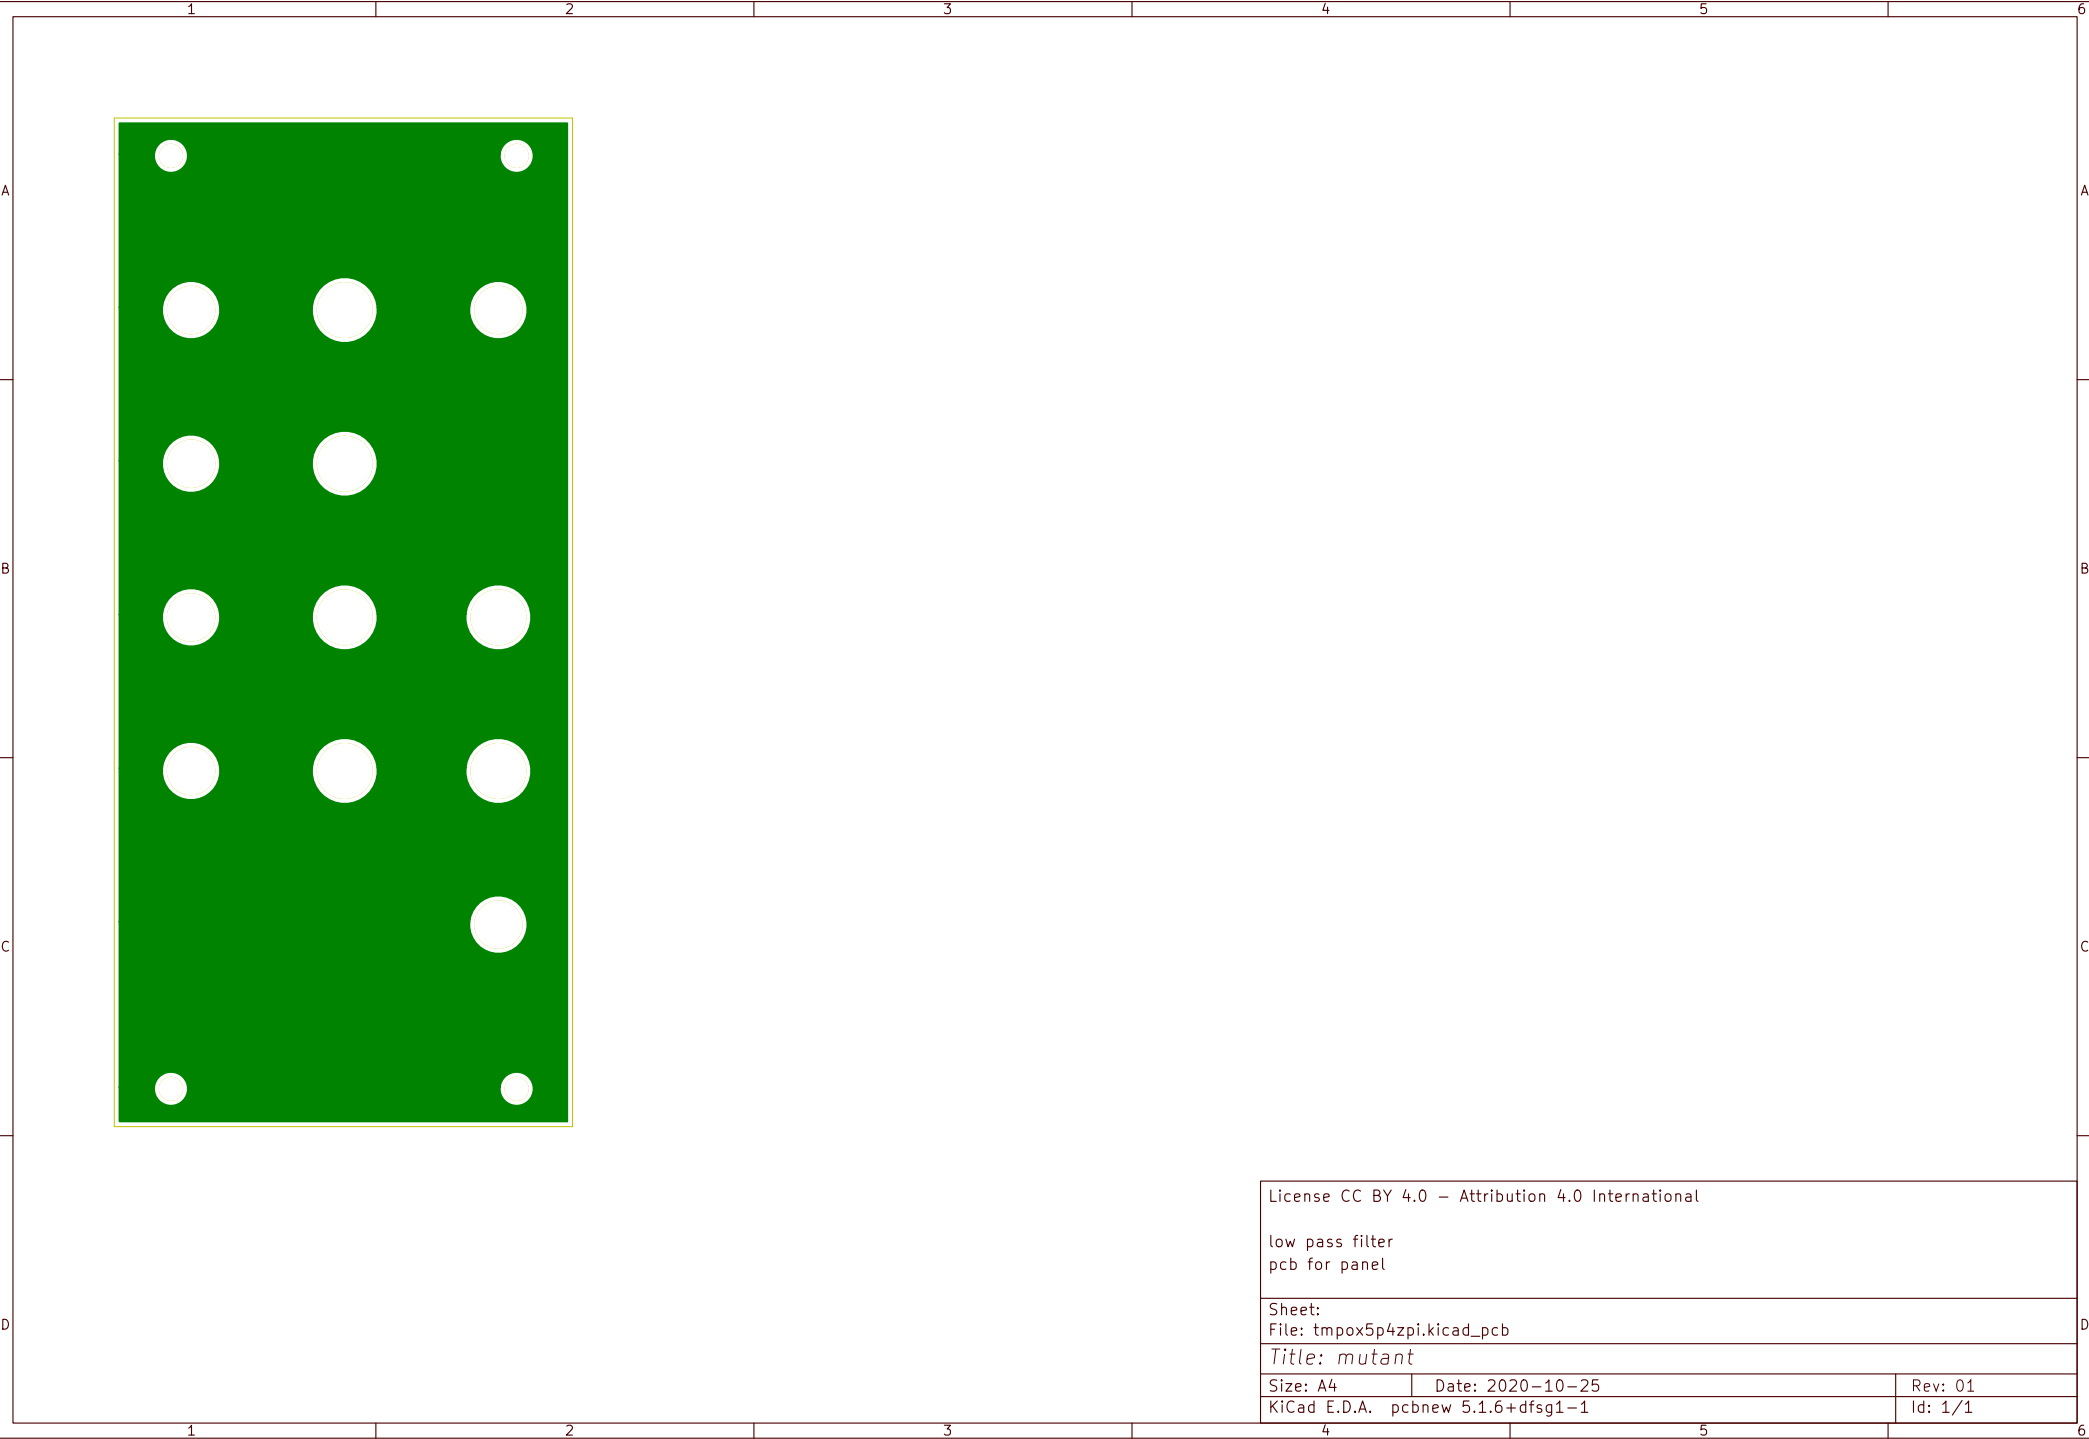 1 2 3 4 5 6
A A
B B
C C
License CC BY 4.0 – Attribution 4.0 International
low pass filter
pcb for panel
Sheet:
D File: tmpox5p4zpi.kicad_pcb D
Title: mutant
Size: A4 Date: 2020-10-25 Rev: 01
KiCad E.D.A. pcbnew 5.1.6+dfsg1-1 Id: 1/1
1 2 3 4 5 6